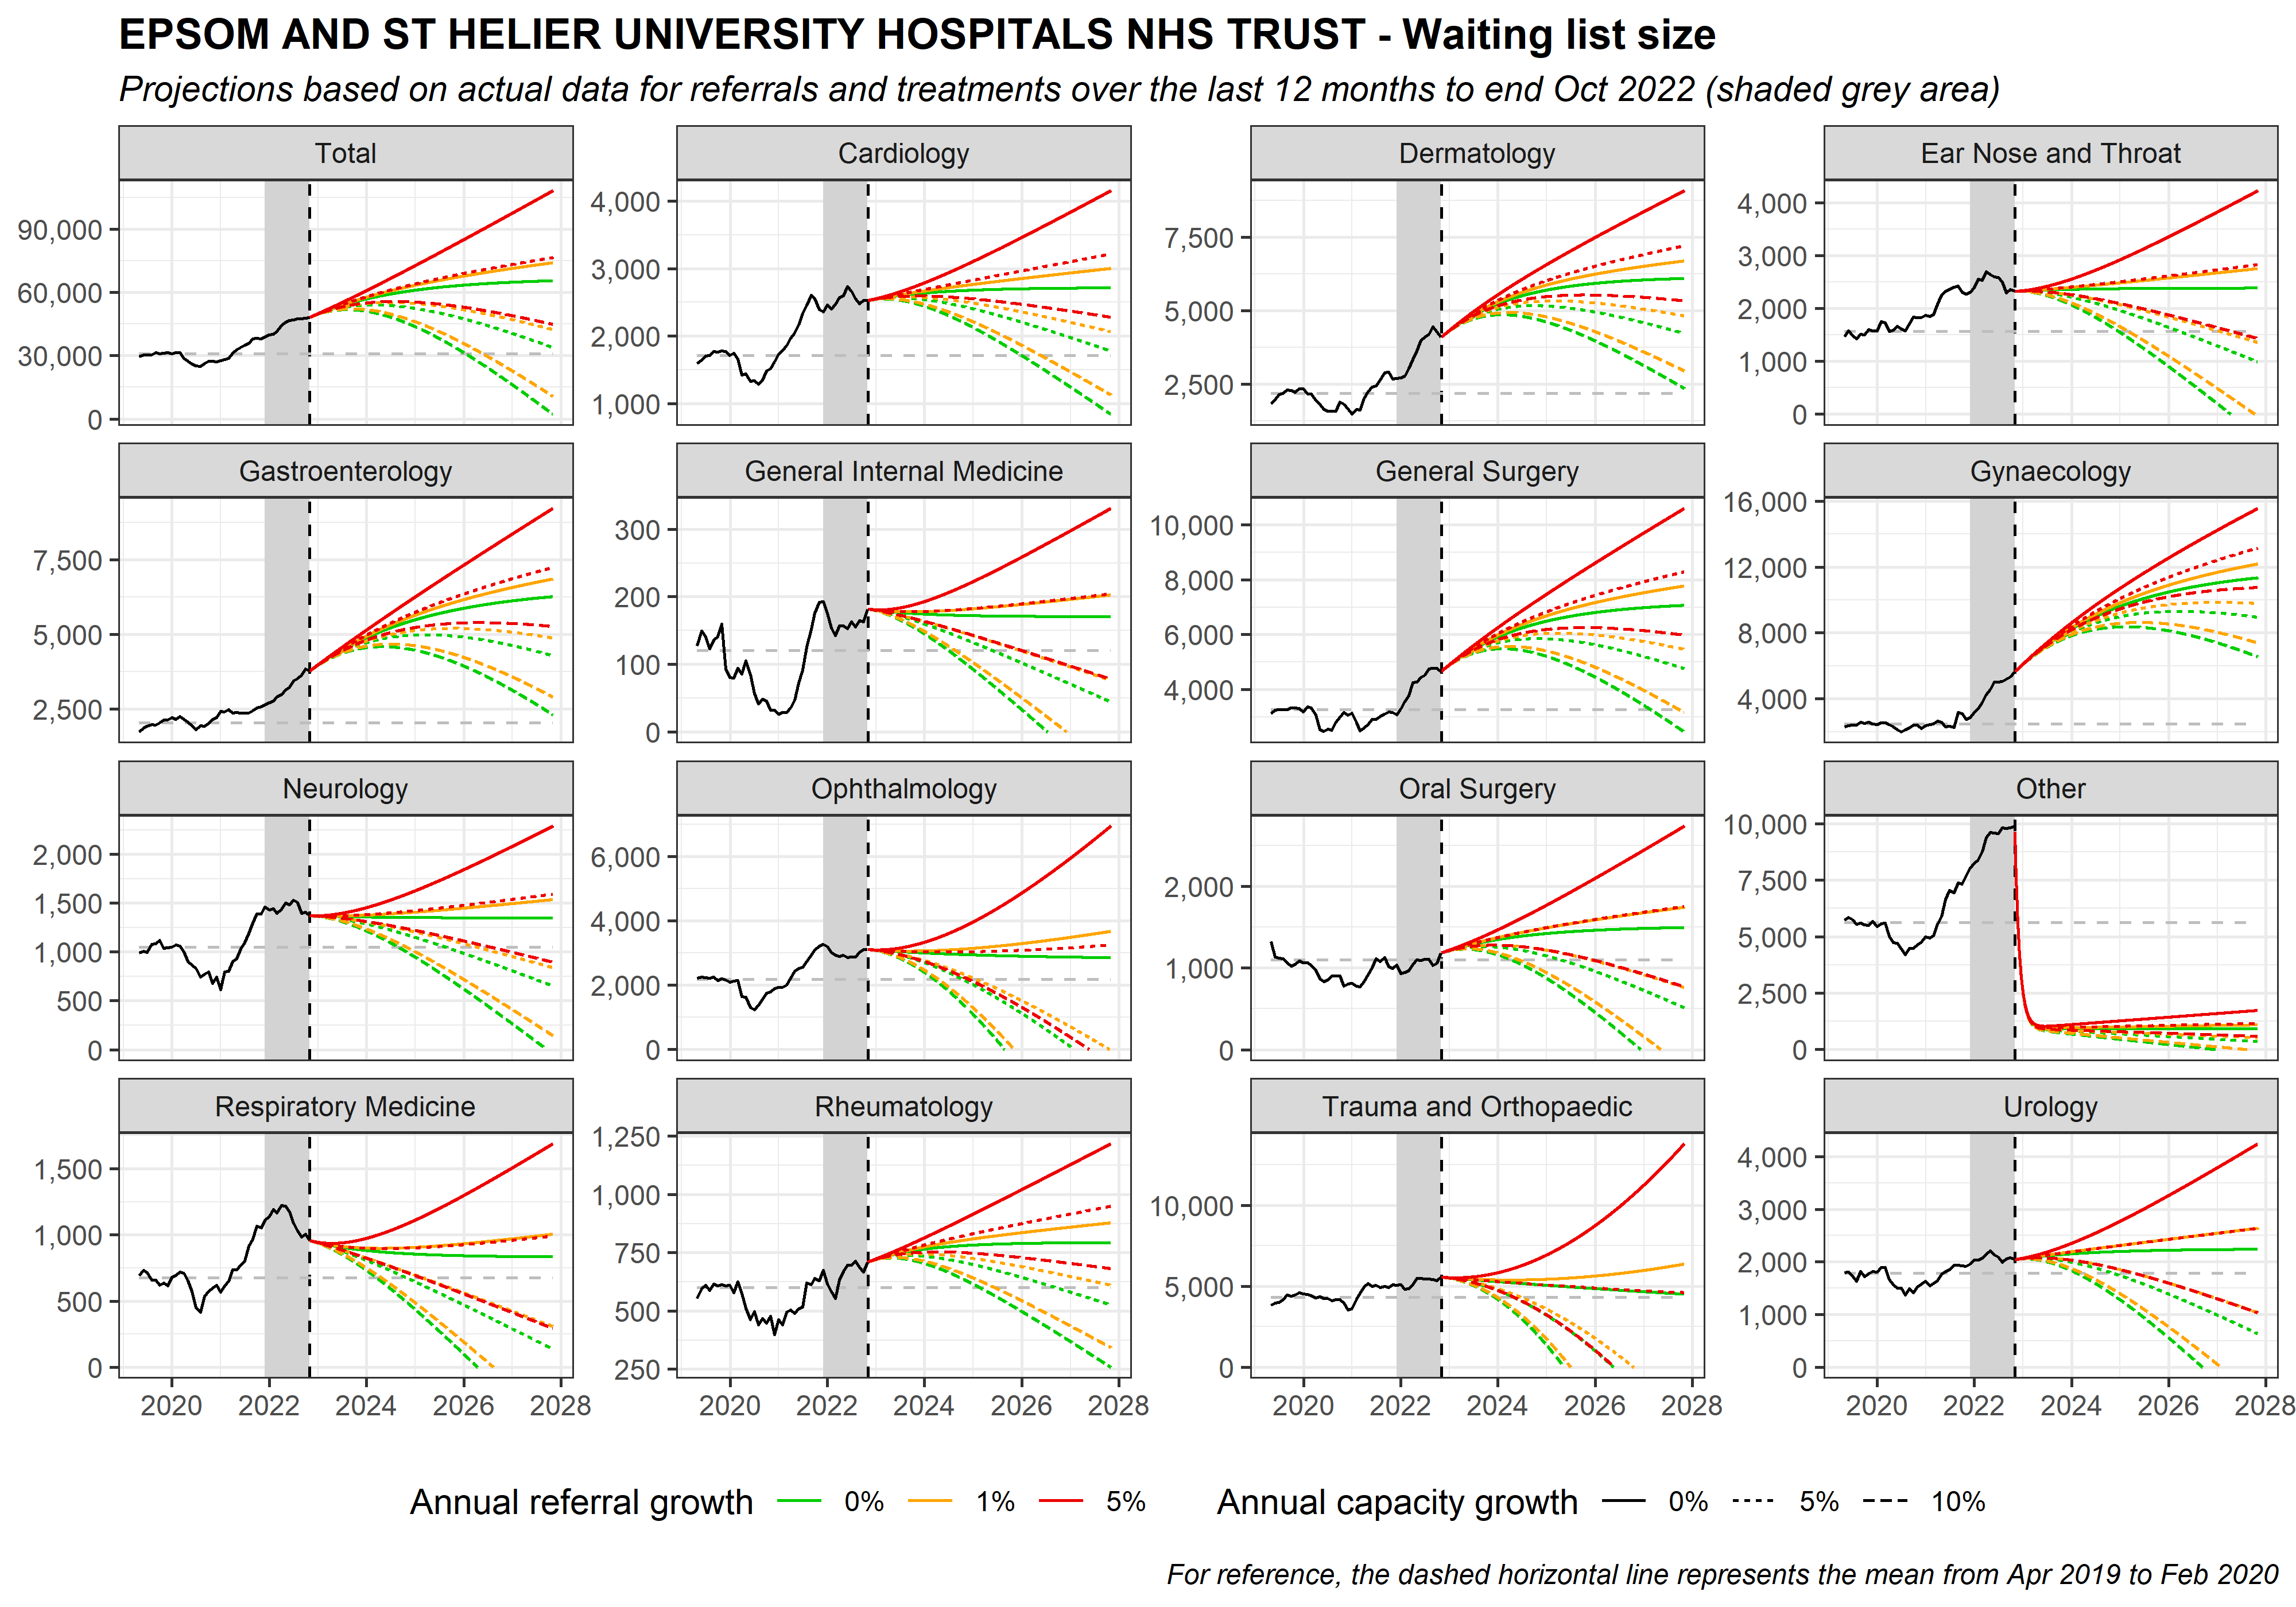 EPSOM AND ST HELIER UNIVERSITY HOSPITALS NHS TRUST - Waiting list size
Projections based on actual data for referrals and treatments over the last 12 months to end Oct 2022 (shaded grey area)
Total
Cardiology
Dermatology
Ear Nose and Throat
90,000
60,000
30,000
0
4,000
3,000
2,000
1,000
7,500
5,000
2,500
4,000
3,000
2,000
1,000
0
Gastroenterology
General Internal Medicine
General Surgery
Gynaecology
7,500
5,000
2,500
300
200
100
0
10,000
8,000
6,000
4,000
16,000
12,000
8,000
4,000
Neurology
Ophthalmology
Oral Surgery
Other
2,000
1,500
1,000
500
0
6,000
4,000
2,000
0
2,000
1,000
0
10,000
7,500
5,000
2,500
0
Respiratory Medicine
Rheumatology
Trauma and Orthopaedic
Urology
1,500
1,000
500
0
1,250
1,000
750
500
250
10,000
5,000
0
4,000
3,000
2,000
1,000
0
2020 2022 2024 2026 2028
2020 2022 2024 2026 2028
2020 2022 2024 2026 2028
2020 2022 2024 2026 2028
Annual referral growth 0% 1% 5%
Annual capacity growth 0% 5% 10%
For reference, the dashed horizontal line represents the mean from Apr 2019 to Feb 2020